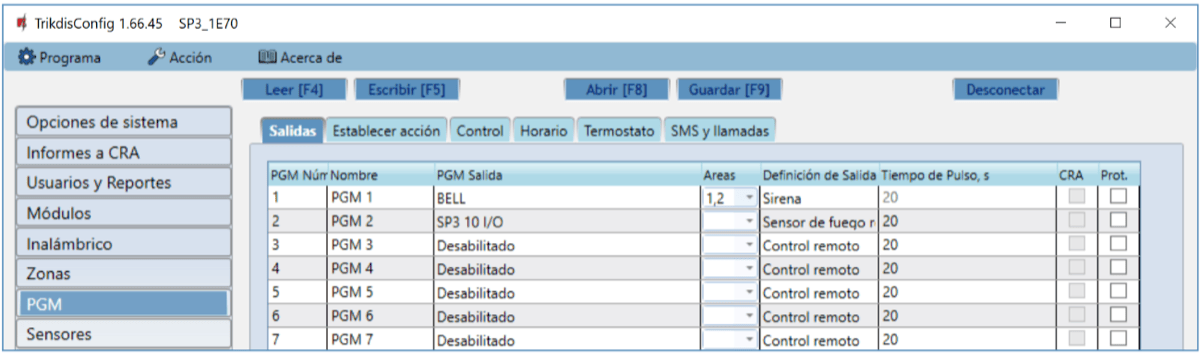 TrikdisConfig 1.66.45 SP3_1E70
Programa Acción Acerca de
Leer [F4] Escribir [F5] Abrir [F8] Guardar [F9] Desconectar
Opciones de sistema
Informes a CRA
Usuarios y Reportes
Módulos
Inalámbrico
Zonas
PGM
Sensores
Salidas Establecer acción Control Horario Termostato SMS y llamadas
PGM Núm Nombre PGM Salida Areas Definición de Salida Tiempo de Pulso, s CRA Prot.
1 PGM 1 BELL 1,2 Sirena 20
2 PGM 2 SP3 10 I/O Sensor de fuego r 20
3 PGM 3 Desabilitado Control remoto 20
4 PGM 4 Desabilitado Control remoto 20
5 PGM 5 Desabilitado Control remoto 20
6 PGM 6 Desabilitado Control remoto 20
7 PGM 7 Desabilitado Control remoto 20